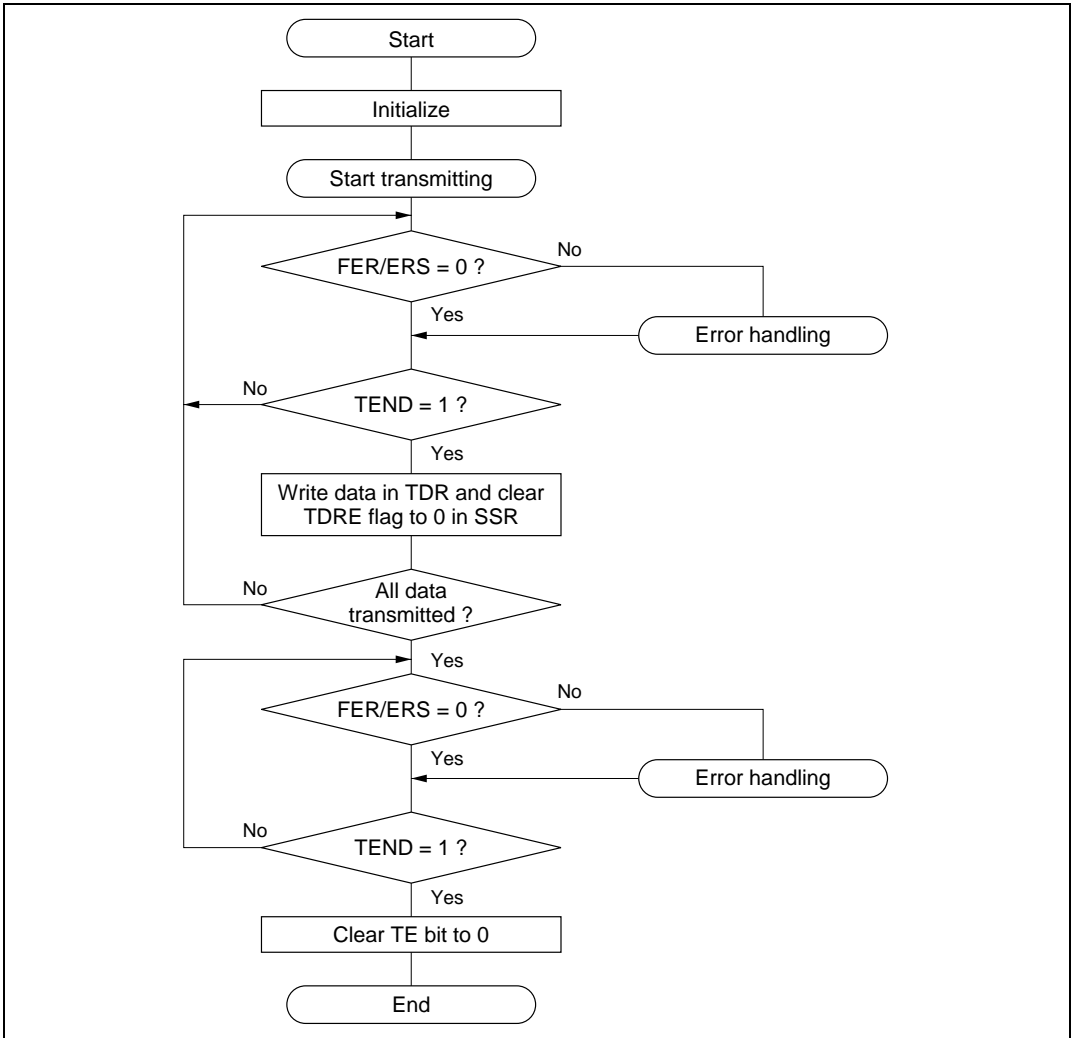 Start
Initialize
Start transmitting
FER/ERS = 0 ?
No
Yes
Error handling
No
TEND = 1 ?
Yes
Write data in TDR and clear
TDRE flag to 0 in SSR
No
All data
transmitted ?
Yes
FER/ERS = 0 ?
No
Yes
Error handling
No
TEND = 1 ?
Yes
Clear TE bit to 0
End